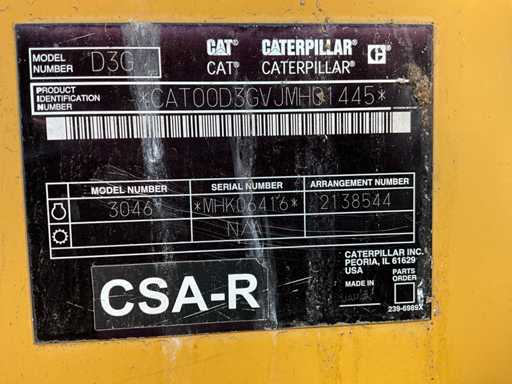 MODEL NUMBER D3G
CAT® CATERPILLAR® C®
CAT® CATERPILLAR®
PRODUCT IDENTIFICATION NUMBER *CAT00D3GVJMH01445*
MODEL NUMBER SERIAL NUMBER ARRANGEMENT NUMBER
3046 *MHK06416* 2138544
N/A
CATERPILLAR INC.
PEORIA, IL 61629
USA
PARTS ORDER
MADE IN
CSA-R
239-6989X